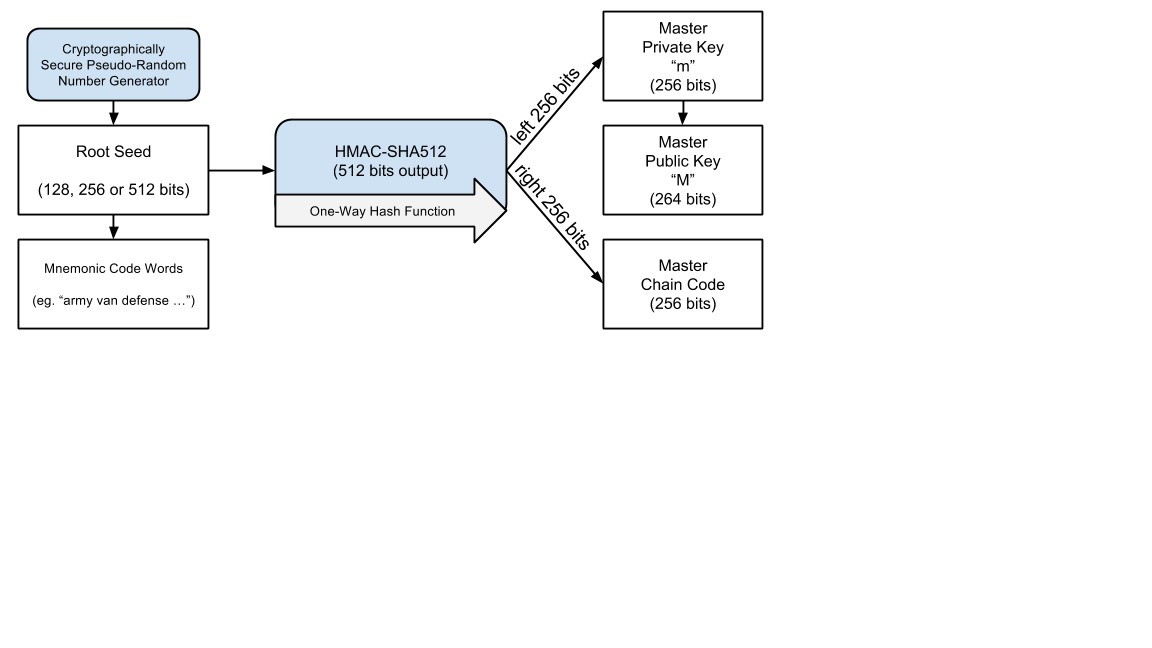 Cryptographically
Secure Pseudo-Random
Number Generator
Root Seed
(128, 256 or 512 bits)
Mnemonic Code Words
(eg. “army van defense …”)
HMAC-SHA512
(512 bits output)
One-Way Hash Function
left 256 bits
right 256 bits
Master
Private Key
“m”
(256 bits)
Master
Public Key
“M”
(264 bits)
Master
Chain Code
(256 bits)